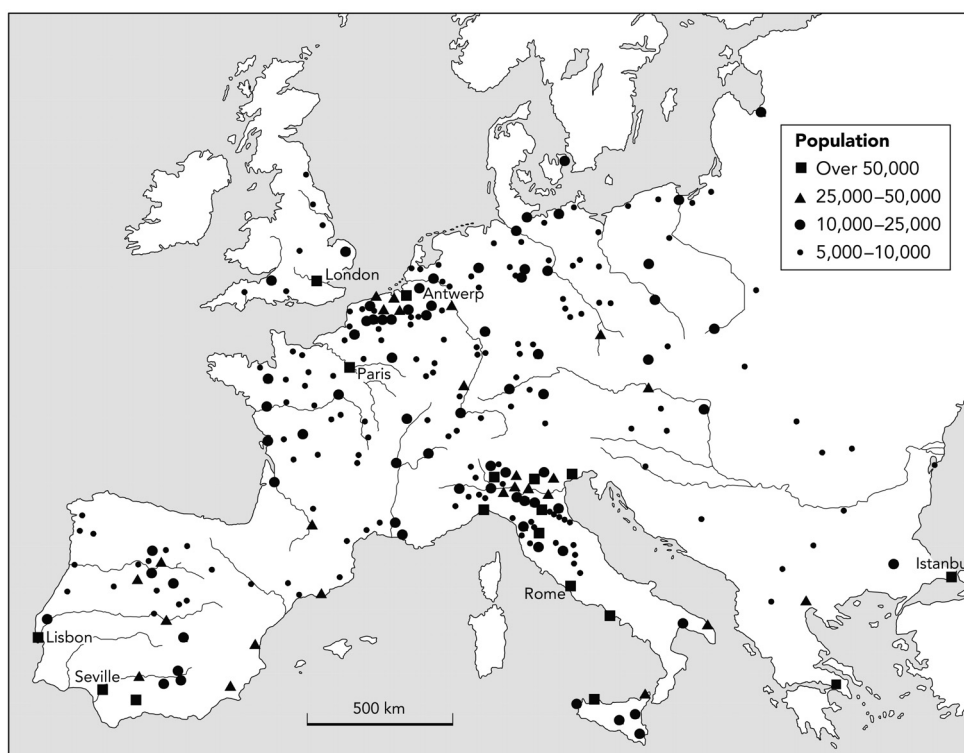 Population
Over 50,000
25,000–50,000
10,000–25,000
5,000–10,000
London
Antwerp
Paris
Istanbu
Rome
Lisbon
Seville
500 km